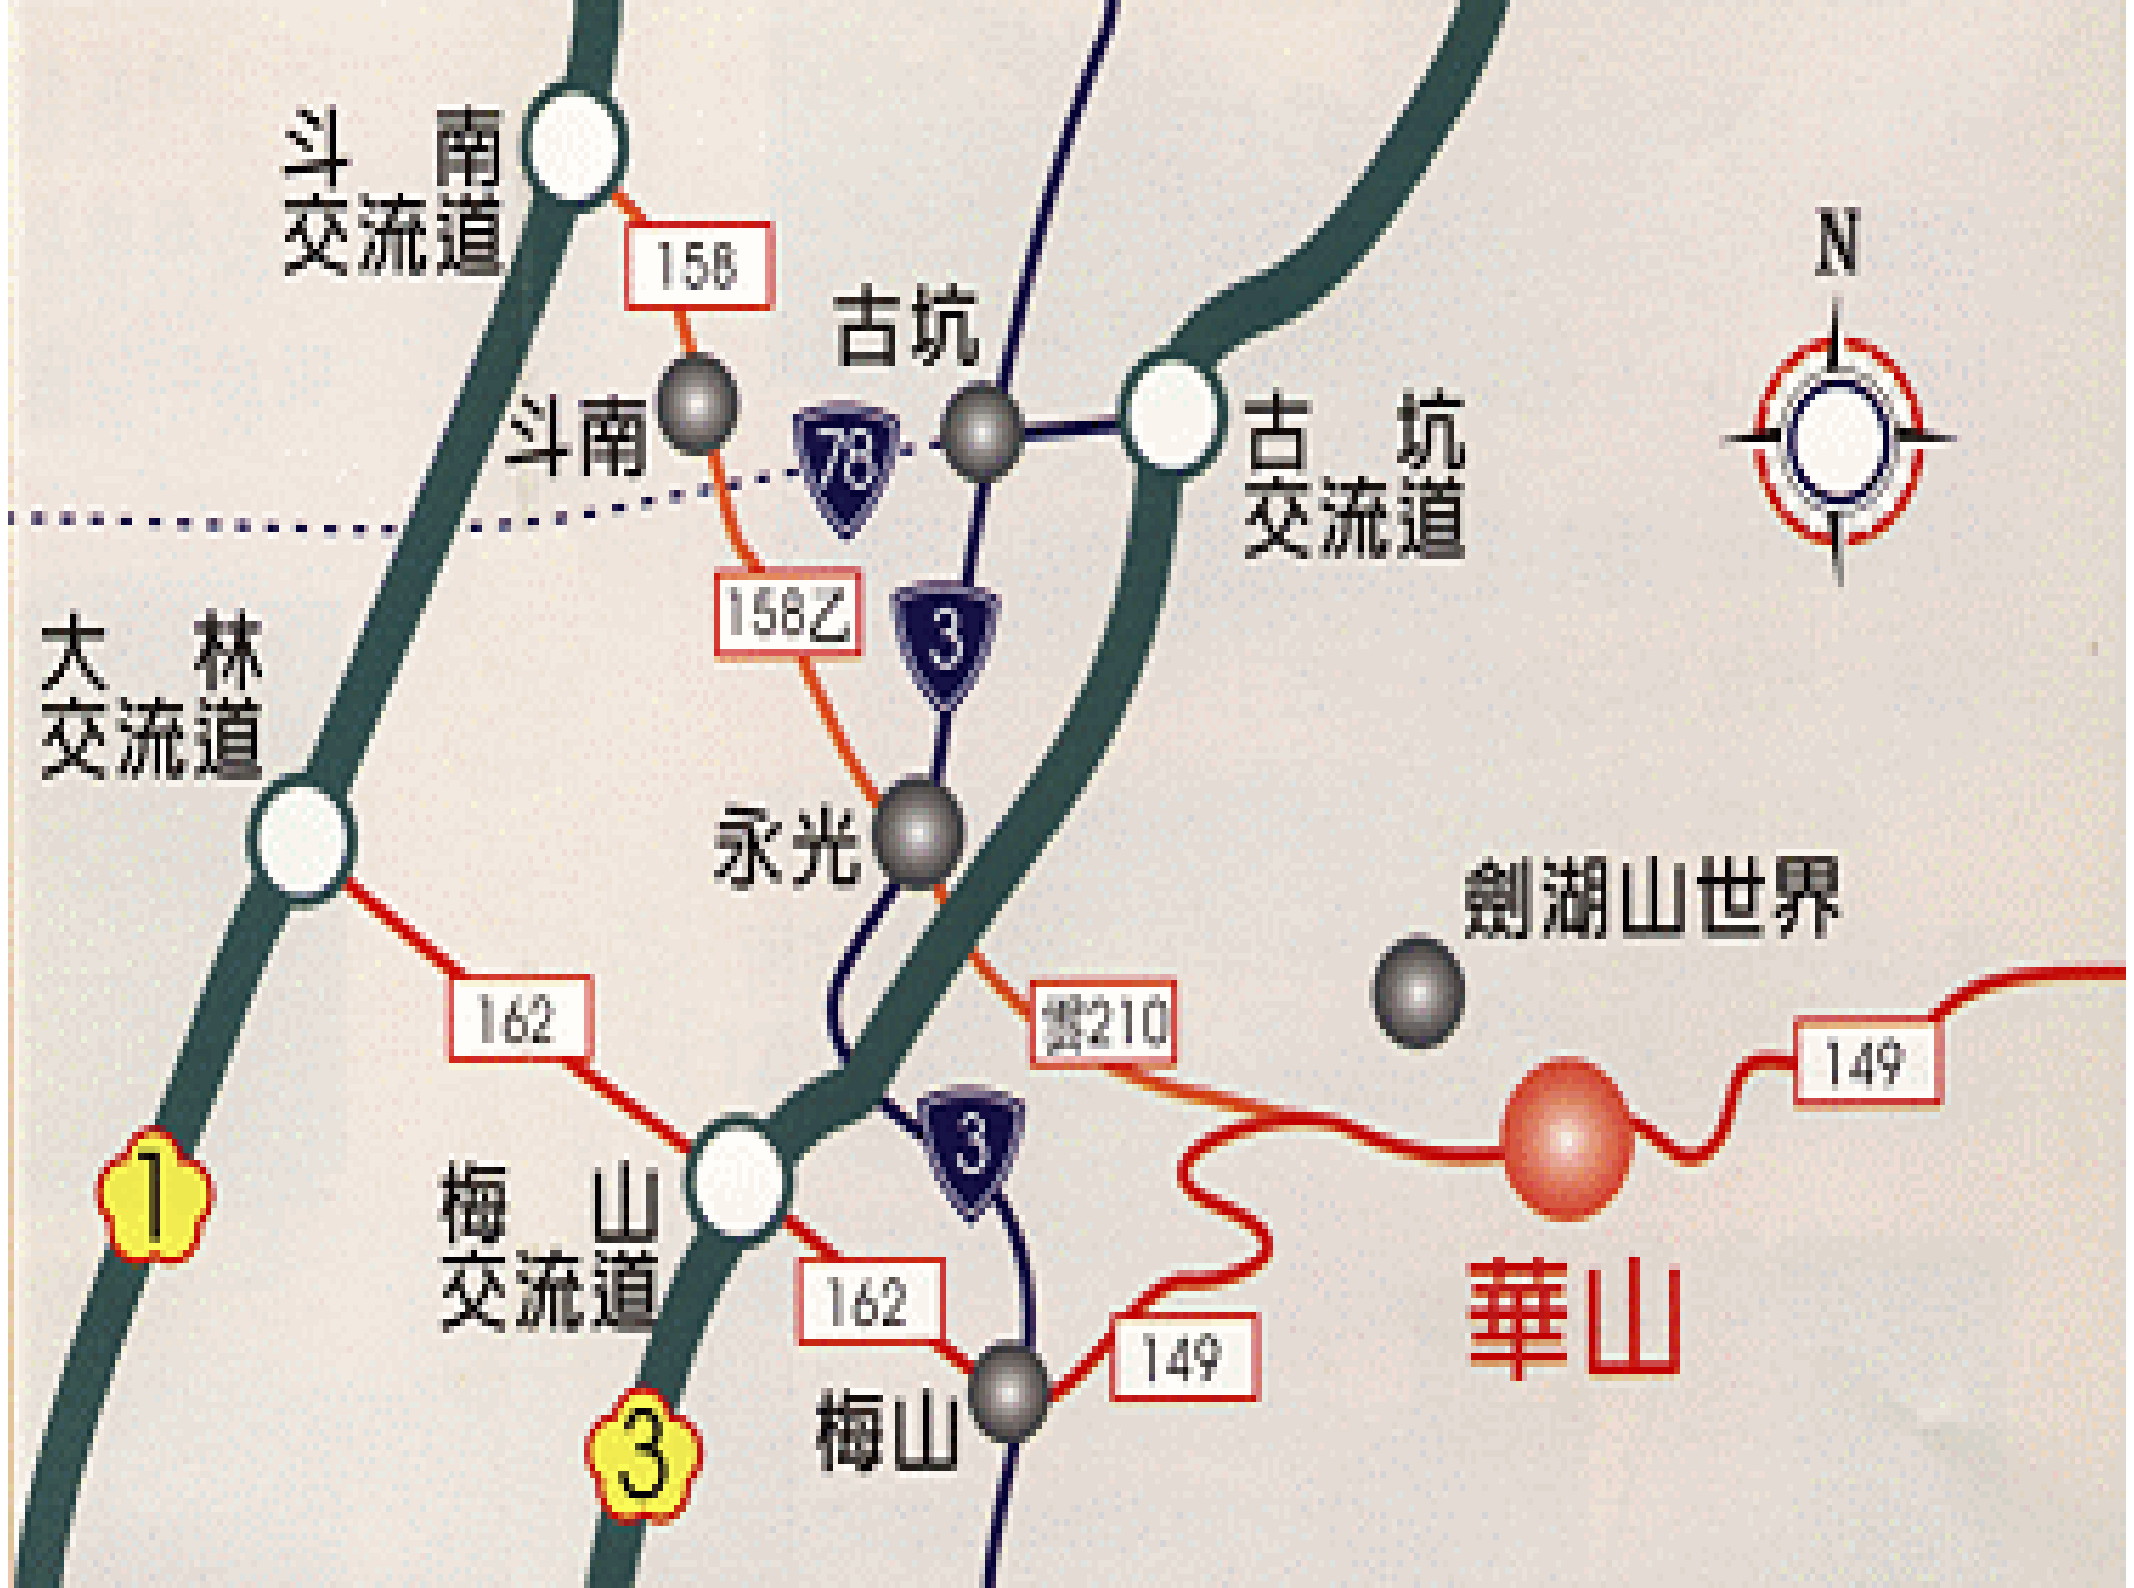 斗南
交流道
158
N
古坑
斗南
78
古坑
交流道
158乙
3
大林
交流道
永光
劍湖山世界
162
雲210
149
3
1
梅山
交流道
162
華山
149
梅山
3